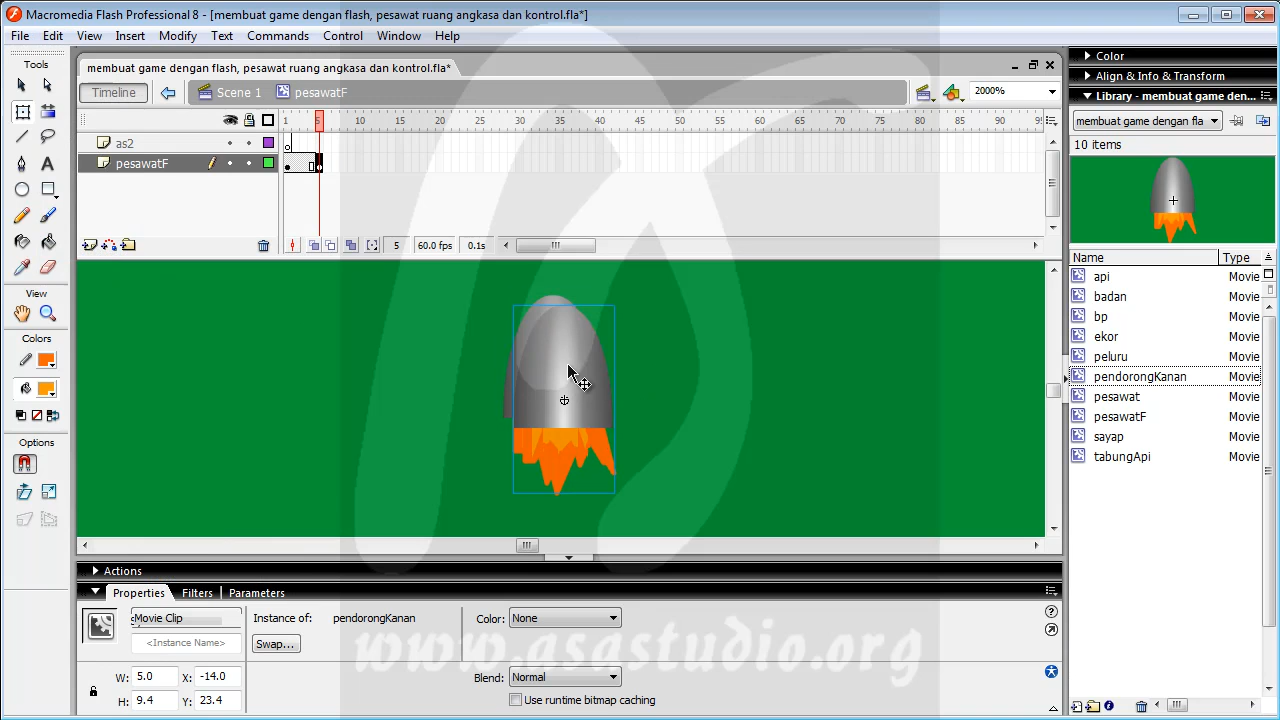 Macromedia Flash Professional 8 - [membuat game dengan flash, pesawat ruang angkasa dan kontrol.fla*]
File Edit View Insert Modify Text Commands Control Window Help
Tools
membuat game dengan flash, pesawat ruang angkasa dan kontrol.fla*
Timeline Scene 1 pesawatF 2000%
1 5 10 15 20 25 30 35 40 45 50 55 60 65 70 75 80 85 90 95
as2
pesawatF
5 60.0 fps 0.1s
View
Colors
Options
Color
Align & Info & Transform
Library - membuat game den...
membuat game dengan fla
10 items
Name Type
api Movie
badan Movie
bp Movie
ekor Movie
peluru Movie
pendorongKanan Movie
pesawat Movie
pesawatF Movie
sayap Movie
tabungApi Movie
Actions
Properties Filters Parameters
Movie Clip Instance of: pendorongKanan Color: None
<Instance Name> Swap...
W: 5.0 X: -14.0 Blend: Normal
H: 9.4 Y: 23.4 Use runtime bitmap caching
www.usastudio.org